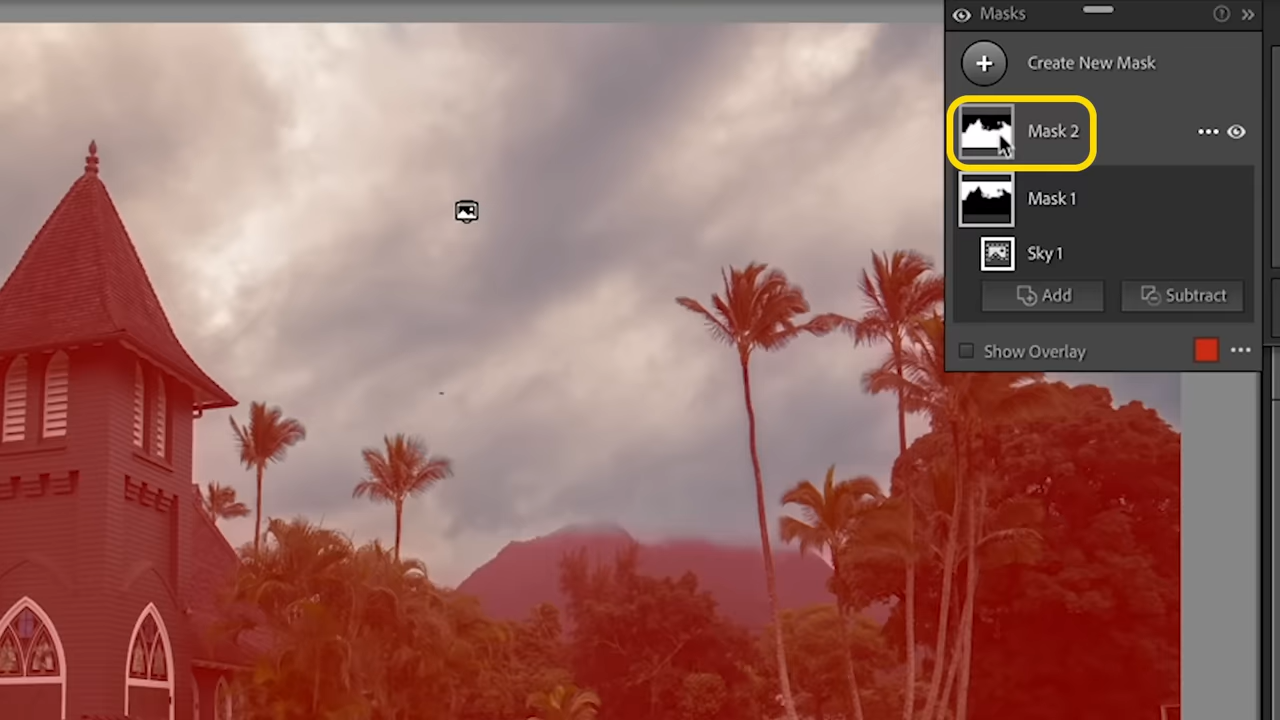 Masks
Create New Mask
Mask 2
Mask 1
Sky 1
Add
Subtract
Show Overlay